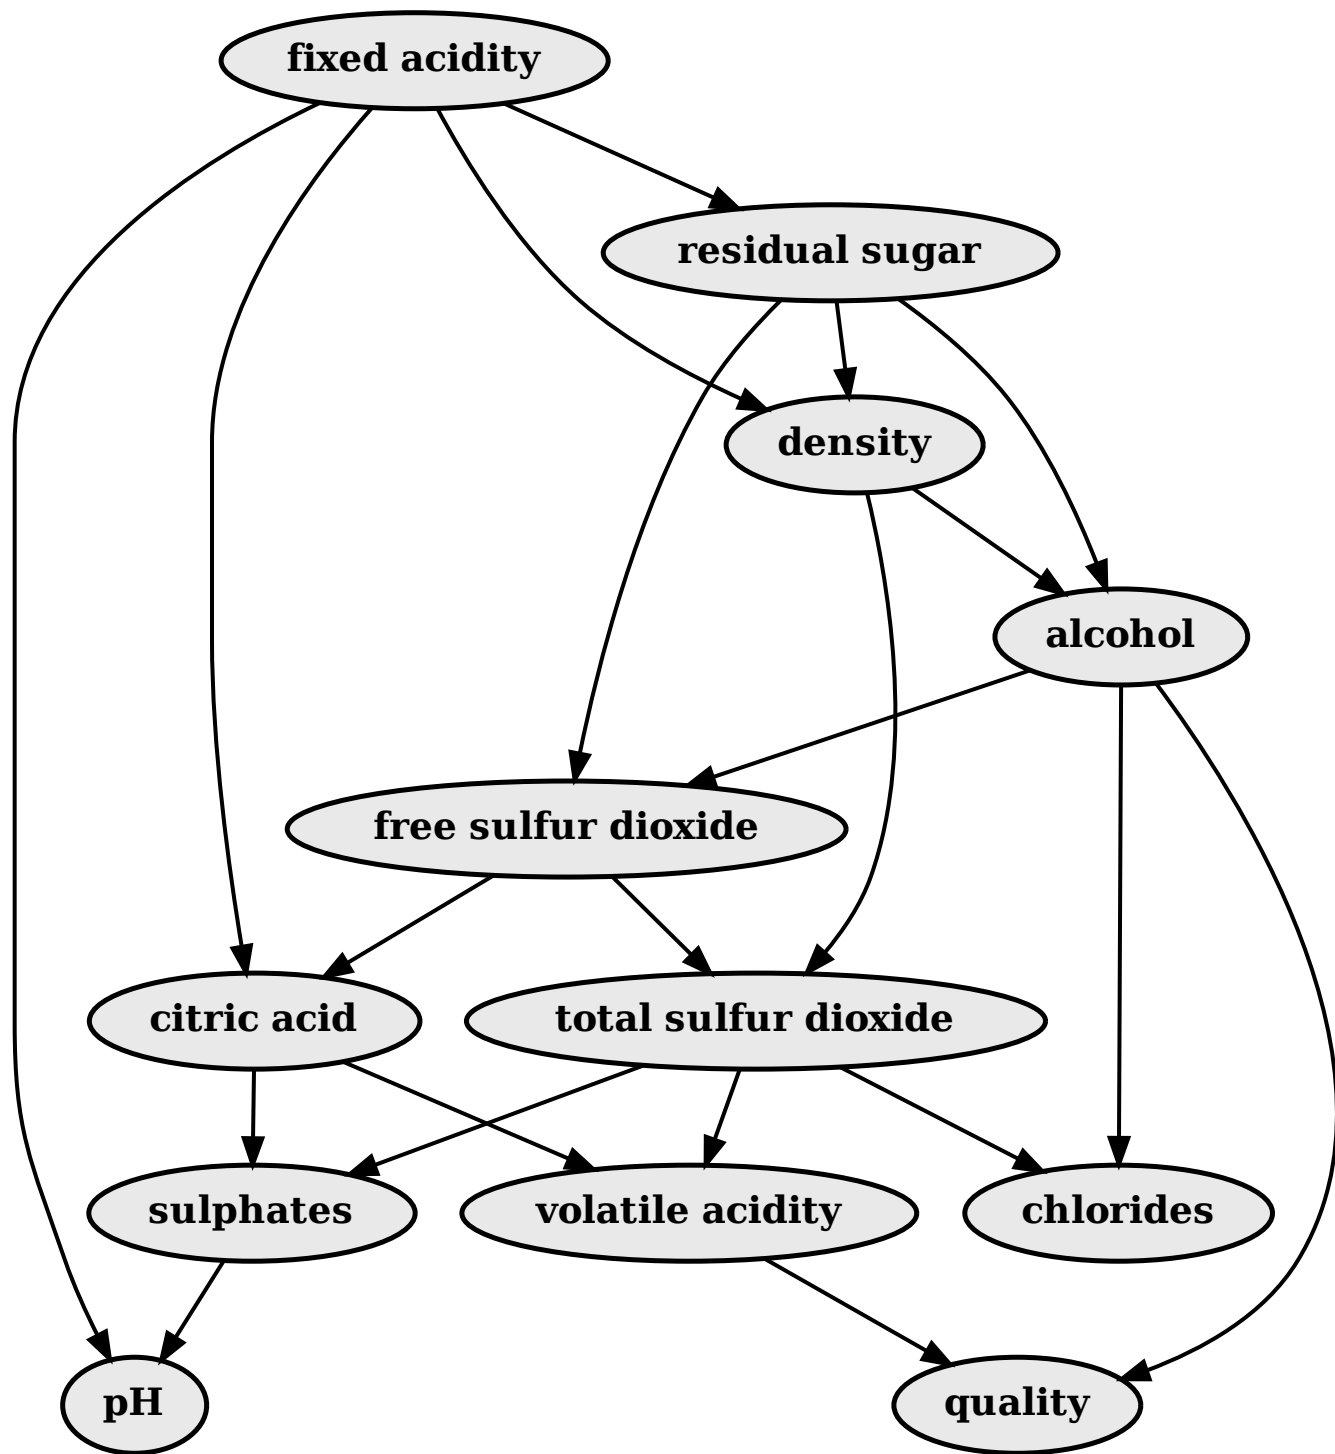 fixed acidity
residual sugar
density
alcohol
free sulfur dioxide
citric acid
total sulfur dioxide
sulphates
volatile acidity
chlorides
pH
quality